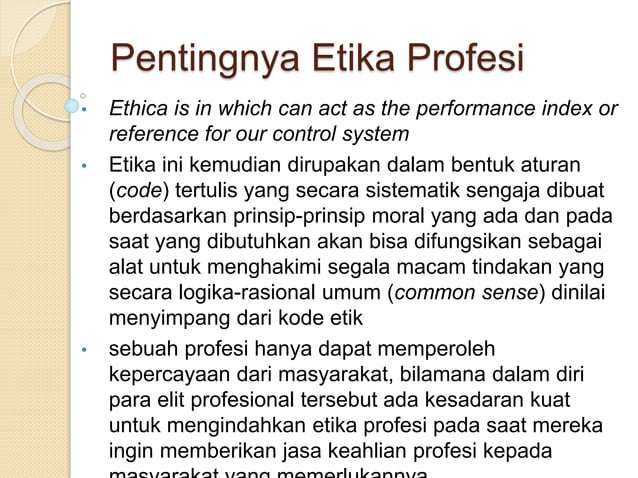 Pentingnya Etika Profesi
• Ethica is in which can act as the performance index or
reference for our control system
• Etika ini kemudian dirupakan dalam bentuk aturan
(code) tertulis yang secara sistematik sengaja dibuat
berdasarkan prinsip-prinsip moral yang ada dan pada
saat yang dibutuhkan akan bisa difungsikan sebagai
alat untuk menghakimi segala macam tindakan yang
secara logika-rasional umum (common sense) dinilai
menyimpang dari kode etik
• sebuah profesi hanya dapat memperoleh
kepercayaan dari masyarakat, bilamana dalam diri
para elit profesional tersebut ada kesadaran kuat
untuk mengindahkan etika profesi pada saat mereka
ingin memberikan jasa keahlian profesi kepada
masyarakat yang memerlukannya